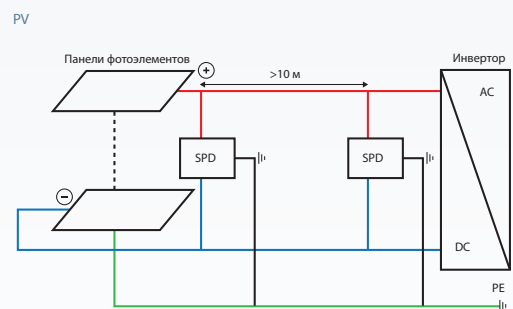 PV
Панели фотоэлементов
+
>10 м
Инвертор
AC
SPD
SPD
−
DC
PE